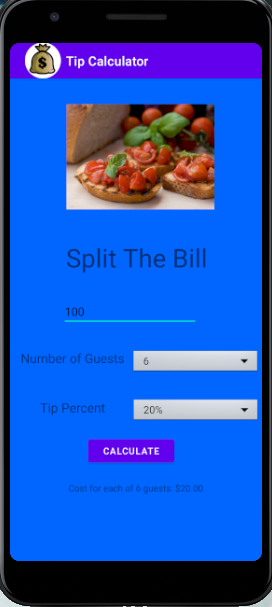 $ Tip Calculator
Split The Bill
100
Number of Guests 6
Tip Percent 20%
CALCULATE
Cost for each of 6 guests: $20.00